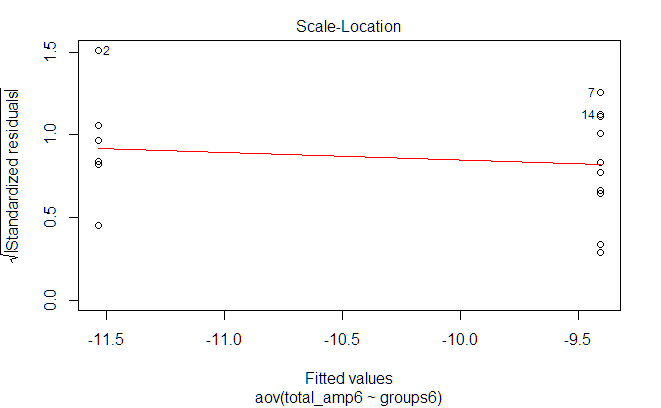 Scale-Location
√|Standardized residuals|
1.5
1.0
0.5
0.0
2
7
14
-11.5 -11.0 -10.5 -10.0 -9.5
Fitted values
aov(total_amp6 ~ groups6)